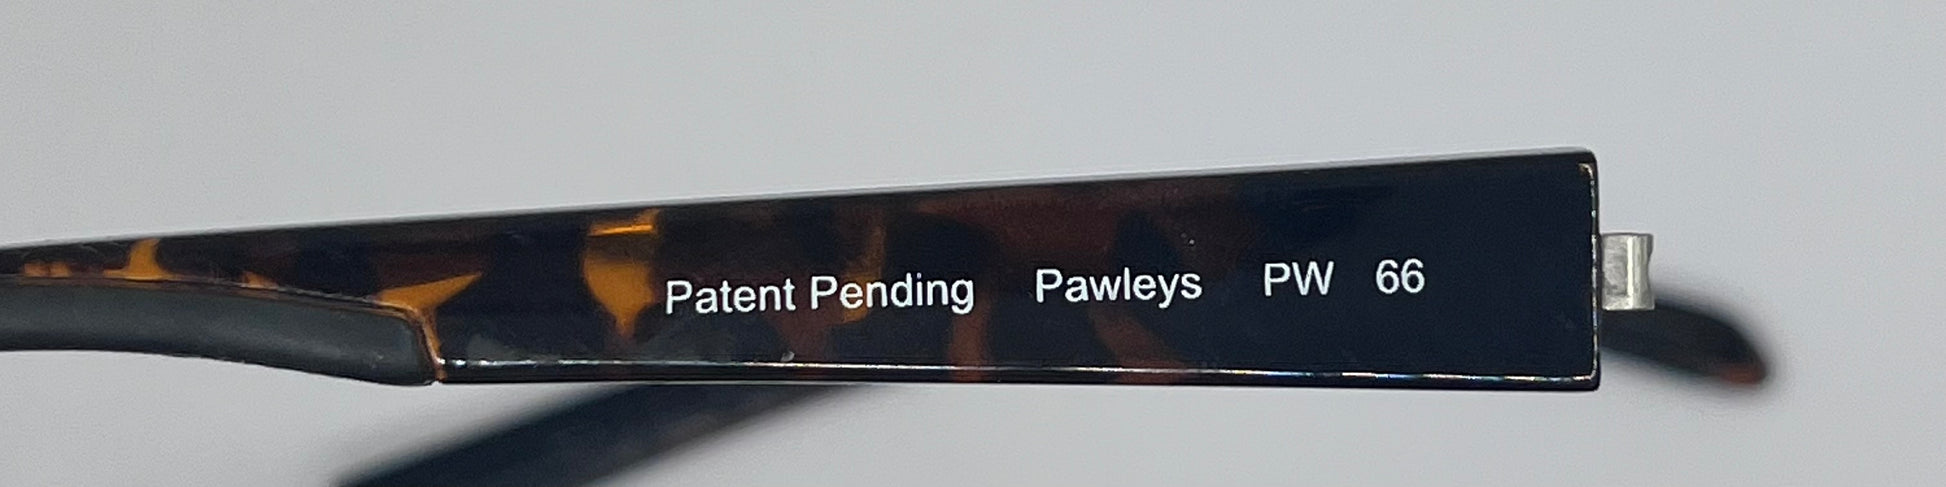 Patent Pending Pawleys PW 66